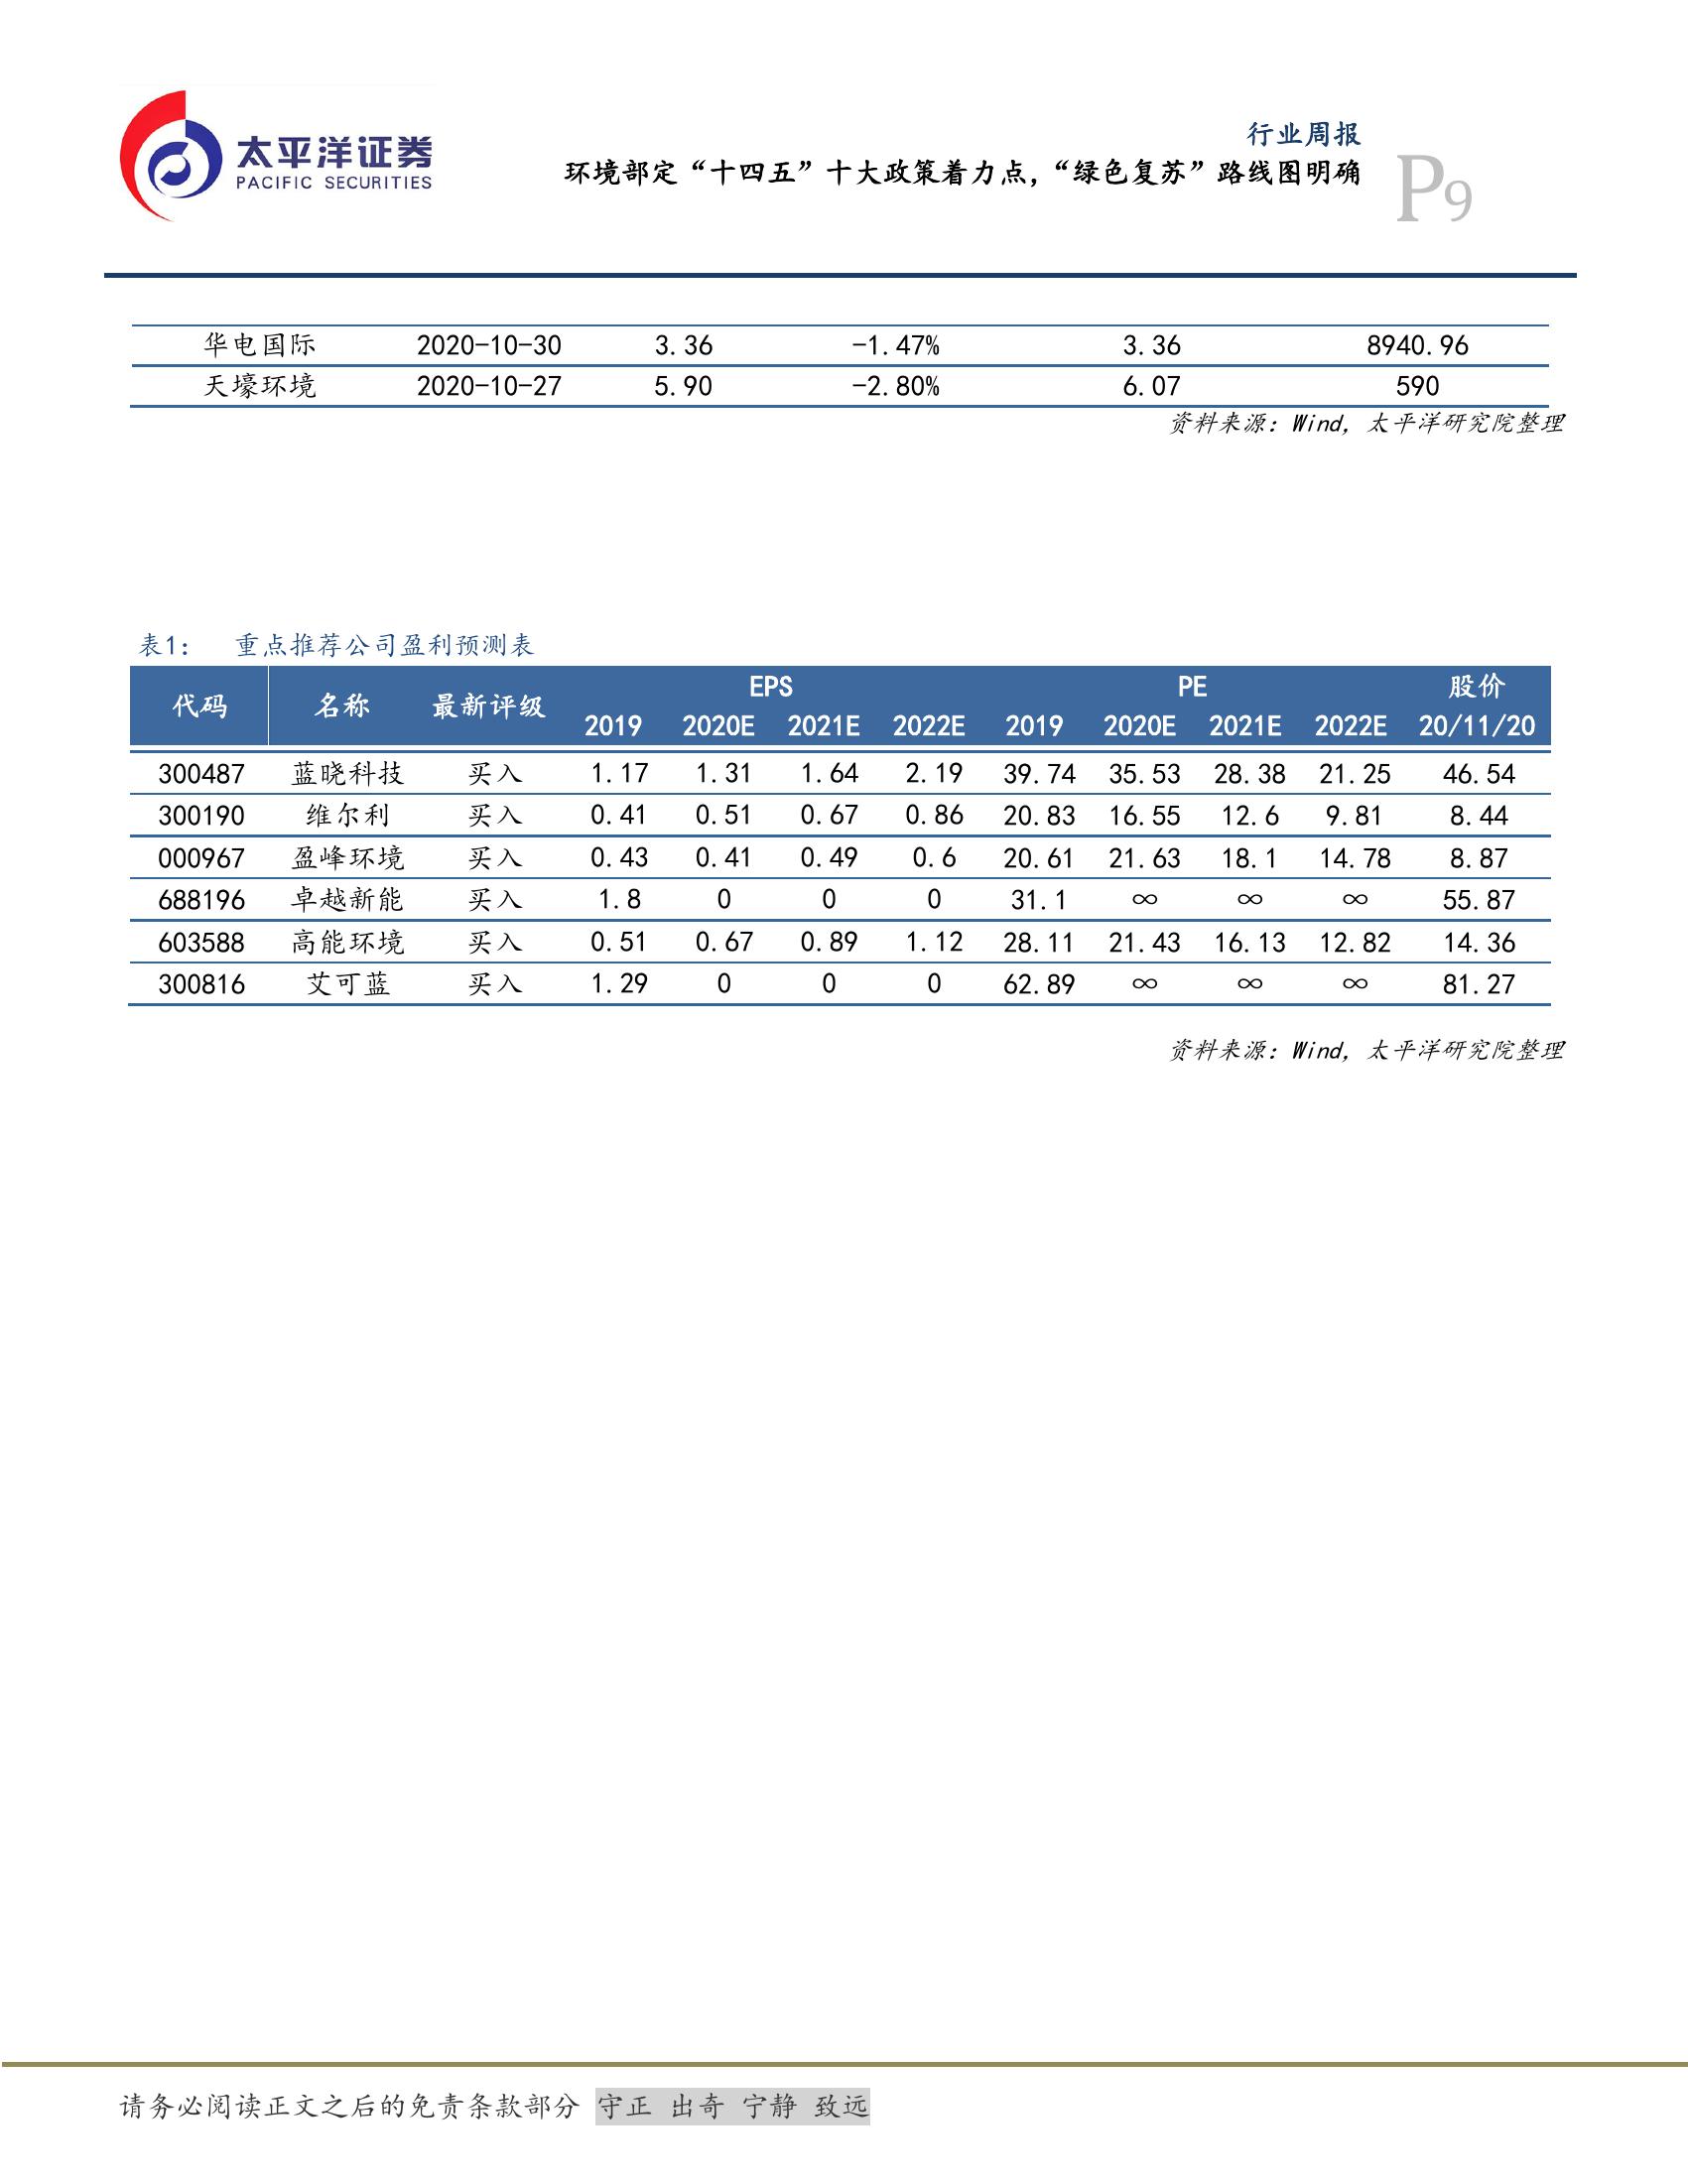 太平洋证券
PACIFIC SECURITIES
行业周报
环境部定“十四五”十大政策着力点，“绿色复苏”路线图明确
P9
华电国际 2020-10-30 3.36 -1.47% 3.36 8940.96
天壕环境 2020-10-27 5.90 -2.80% 6.07 590
资料来源：Wind，太平洋研究院整理
表1： 重点推荐公司盈利预测表
代码 名称 最新评级 EPS PE 股价
2019 2020E 2021E 2022E 2019 2020E 2021E 2022E 20/11/20
300487 蓝晓科技 买入 1.17 1.31 1.64 2.19 39.74 35.53 28.38 21.25 46.54
300190 维尔利 买入 0.41 0.51 0.67 0.86 20.83 16.55 12.6 9.81 8.44
000967 盈峰环境 买入 0.43 0.41 0.49 0.6 20.61 21.63 18.1 14.78 8.87
688196 卓越新能 买入 1.8 0 0 0 31.1 ∞ ∞ ∞ 55.87
603588 高能环境 买入 0.51 0.67 0.89 1.12 28.11 21.43 16.13 12.82 14.36
300816 艾可蓝 买入 1.29 0 0 0 62.89 ∞ ∞ ∞ 81.27
资料来源：Wind，太平洋研究院整理
请务必阅读正文之后的免责条款部分 守正 出奇 宁静 致远